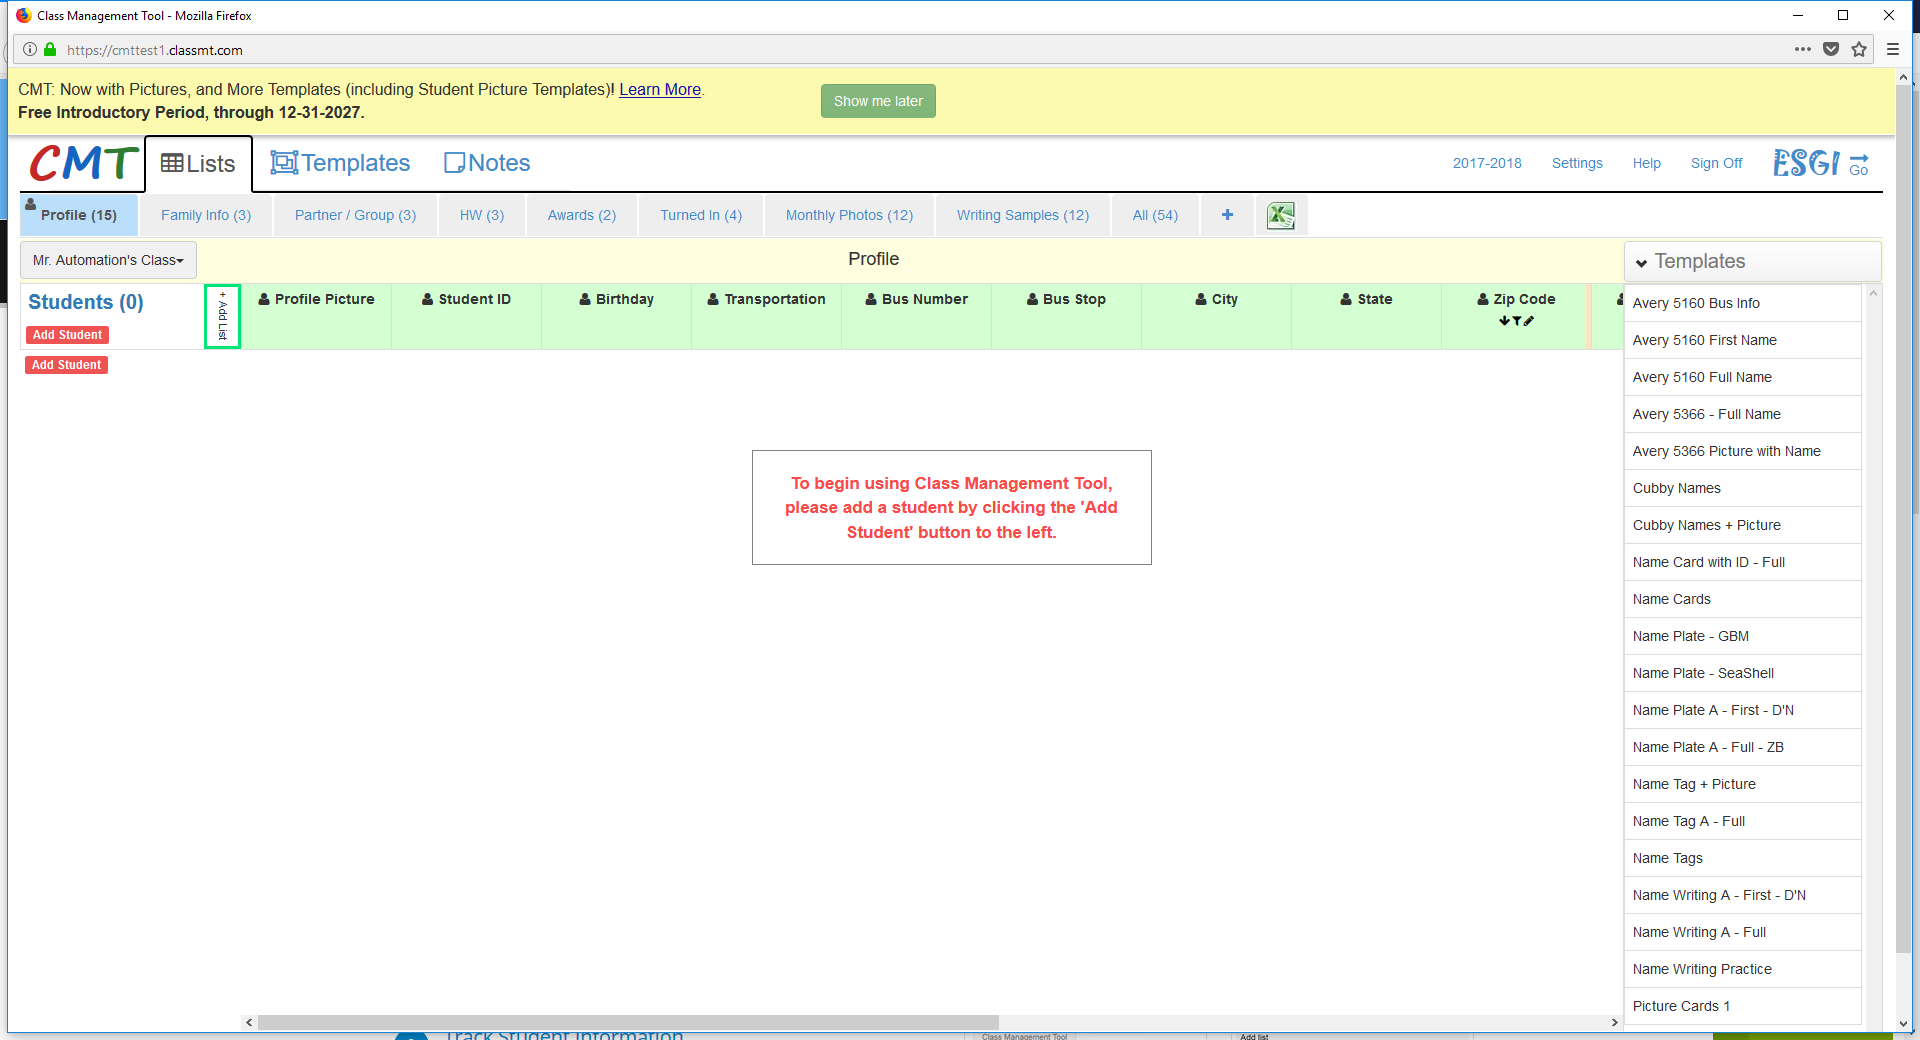 Class Management Tool - Mozilla Firefox
https://cmttest1.classmt.com
CMT: Now with Pictures, and More Templates (including Student Picture Templates)! Learn More.
Free Introductory Period, through 12-31-2027.
Show me later
CMT
Lists
Templates
Notes
2017-2018
Settings
Help
Sign Off
ESGI
Go
Profile (15)
Family Info (3)
Partner / Group (3)
HW (3)
Awards (2)
Turned In (4)
Monthly Photos (12)
Writing Samples (12)
All (54)
+
Mr. Automation's Class
Profile
Templates
Students (0)
Add Student
+ Add List
Profile Picture
Student ID
Birthday
Transportation
Bus Number
Bus Stop
City
State
Zip Code
Add Student
To begin using Class Management Tool,
please add a student by clicking the 'Add
Student' button to the left.
Avery 5160 Bus Info
Avery 5160 First Name
Avery 5160 Full Name
Avery 5366 - Full Name
Avery 5366 Picture with Name
Cubby Names
Cubby Names + Picture
Name Card with ID - Full
Name Cards
Name Plate - GBM
Name Plate - SeaShell
Name Plate A - First - D'N
Name Plate A - Full - ZB
Name Tag + Picture
Name Tag A - Full
Name Tags
Name Writing A - First - D'N
Name Writing A - Full
Name Writing Practice
Picture Cards 1
Track Student Information
Class Management Tool
Add list